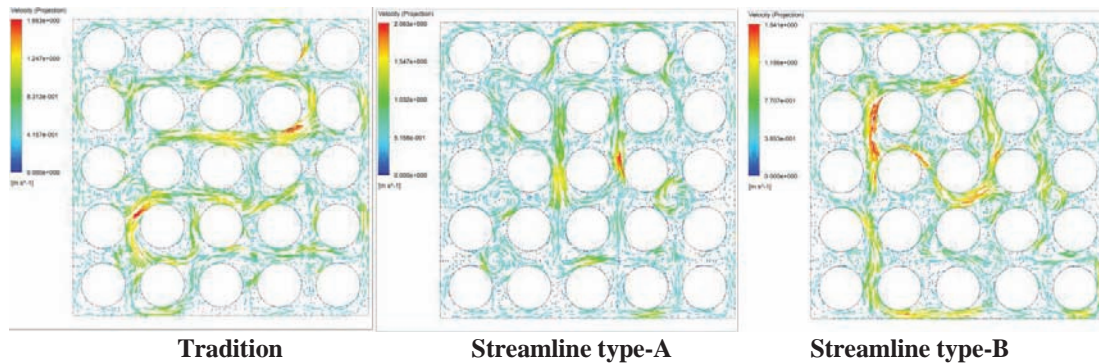 Velocity (Projection)
1.663e+000
1.247e+000
8.313e-001
4.157e-001
0.000e+000
[m s^-1]
Velocity (Projection)
2.063e+000
1.547e+000
1.032e+000
5.158e-001
0.000e+000
[m s^-1]
Velocity (Projection)
1.541e+000
1.156e+000
7.707e-001
3.853e-001
0.000e+000
[m s^-1]
Tradition
Streamline type-A
Streamline type-B